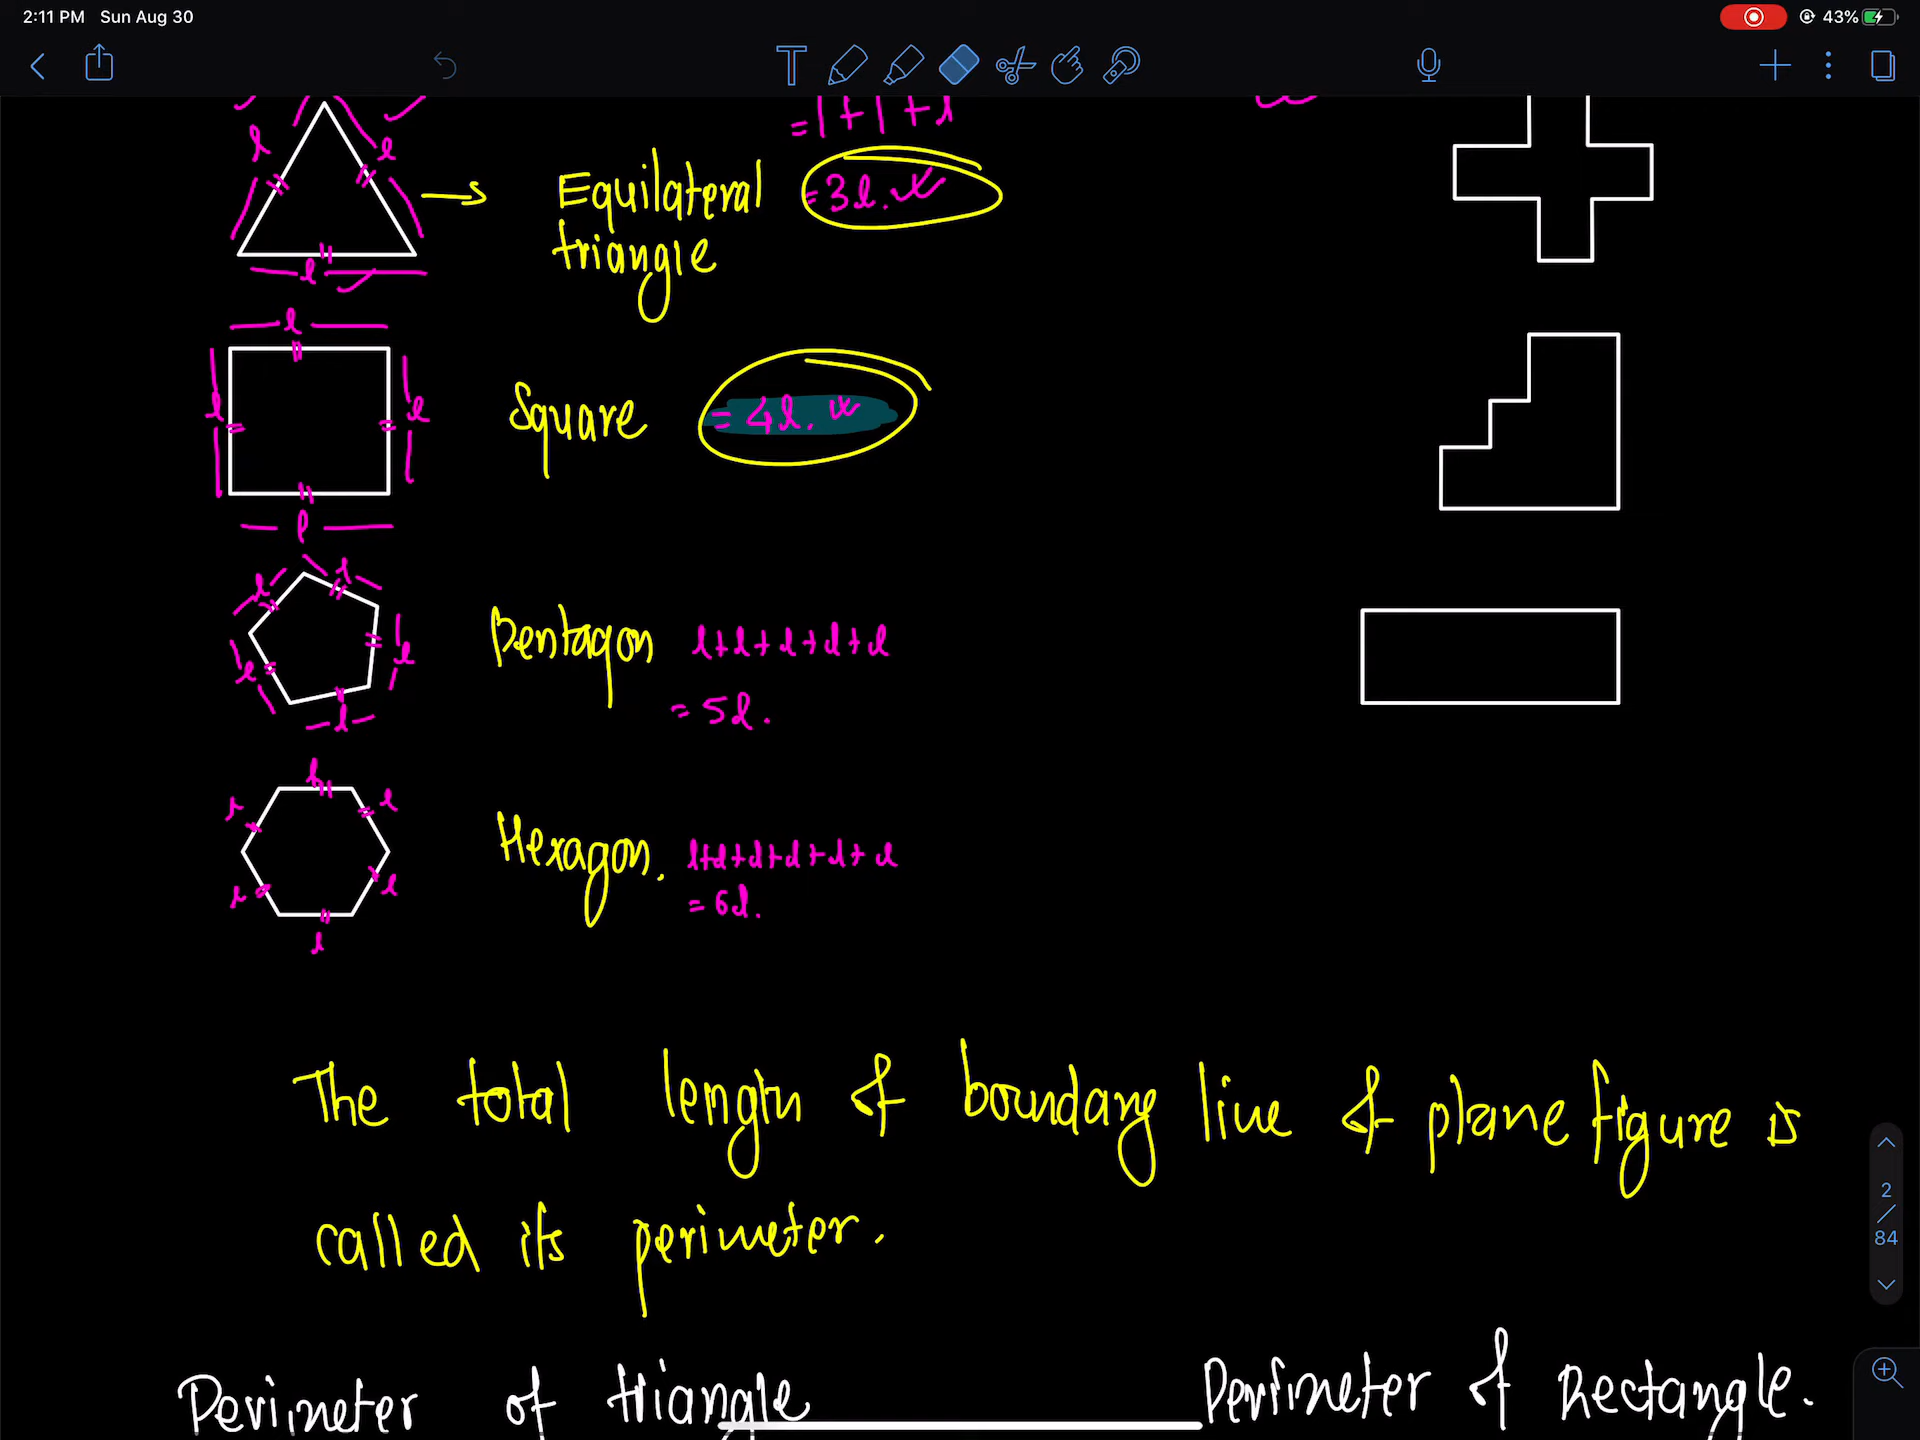 2:11 PM Sun Aug 30
43%
= l + l + l
l
l
Equilateral = 3l.
triangle
l
l
l
l
Square = 4l.
l
l
l
Pentagon l+l+l+l+l
l
l
= 5l.
l
l
l
l
Hexagon. l+l+l+l+l+l
l
l
= 6l.
l
The total length of boundary line of plane figure is
called its perimeter.
2
/
84
Perimeter of triangle
Perimeter of Rectangle.